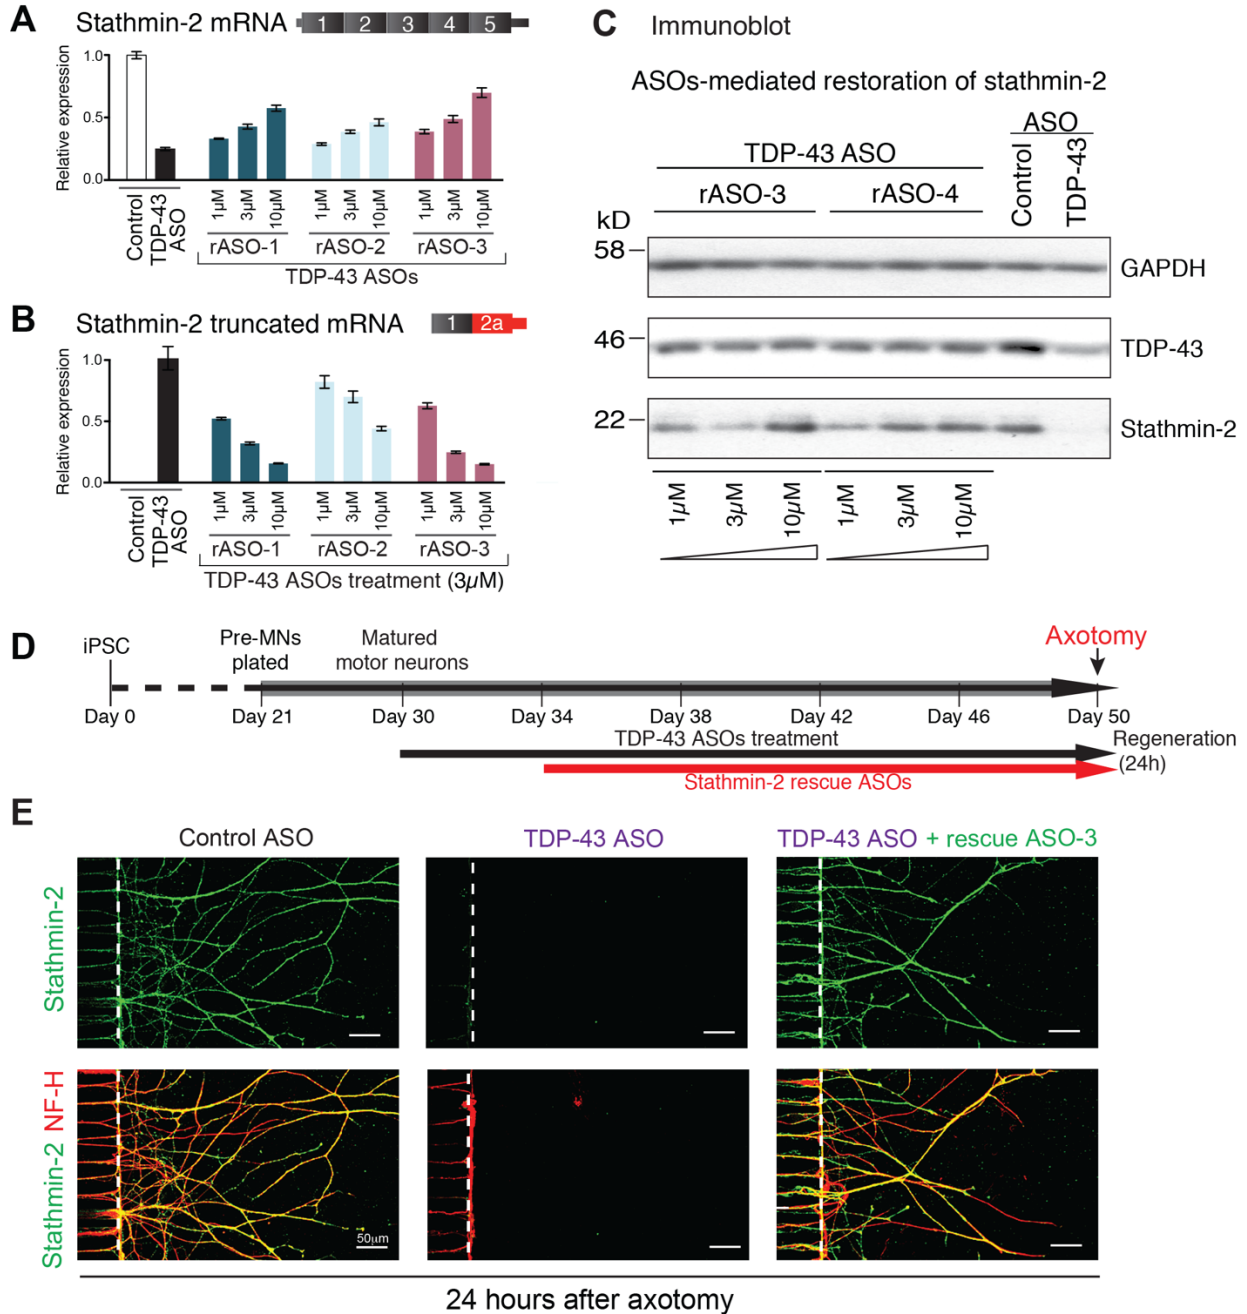 A
Stathmin-2 mRNA
1 2 3 4 5
Relative expression
1.0
0.5
0.0
Control
TDP-43
ASO
1µM 3µM 10µM 1µM 3µM 10µM 1µM 3µM 10µM
rASO-1 rASO-2 rASO-3
TDP-43 ASOs
B
Stathmin-2 truncated mRNA
1 2a
Relative expression
1.0
0.5
0.0
Control
TDP-43
ASO
1µM 3µM 10µM 1µM 3µM 10µM 1µM 3µM 10µM
rASO-1 rASO-2 rASO-3
TDP-43 ASOs treatment (3µM)
C
Immunoblot
ASOs-mediated restoration of stathmin-2
TDP-43 ASO
rASO-3 rASO-4
ASO
Control
TDP-43
kD
58
GAPDH
46
TDP-43
22
Stathmin-2
1µM 3µM 10µM 1µM 3µM 10µM
D
iPSC
Pre-MNs
plated
Matured
motor neurons
Axotomy
Day 0 Day 21 Day 30 Day 34 Day 38 Day 42 Day 46 Day 50
TDP-43 ASOs treatment
Stathmin-2 rescue ASOs
Regeneration
(24h)
E
Control ASO
TDP-43 ASO
TDP-43 ASO + rescue ASO-3
Stathmin-2
Stathmin-2 NF-H
50µm
24 hours after axotomy